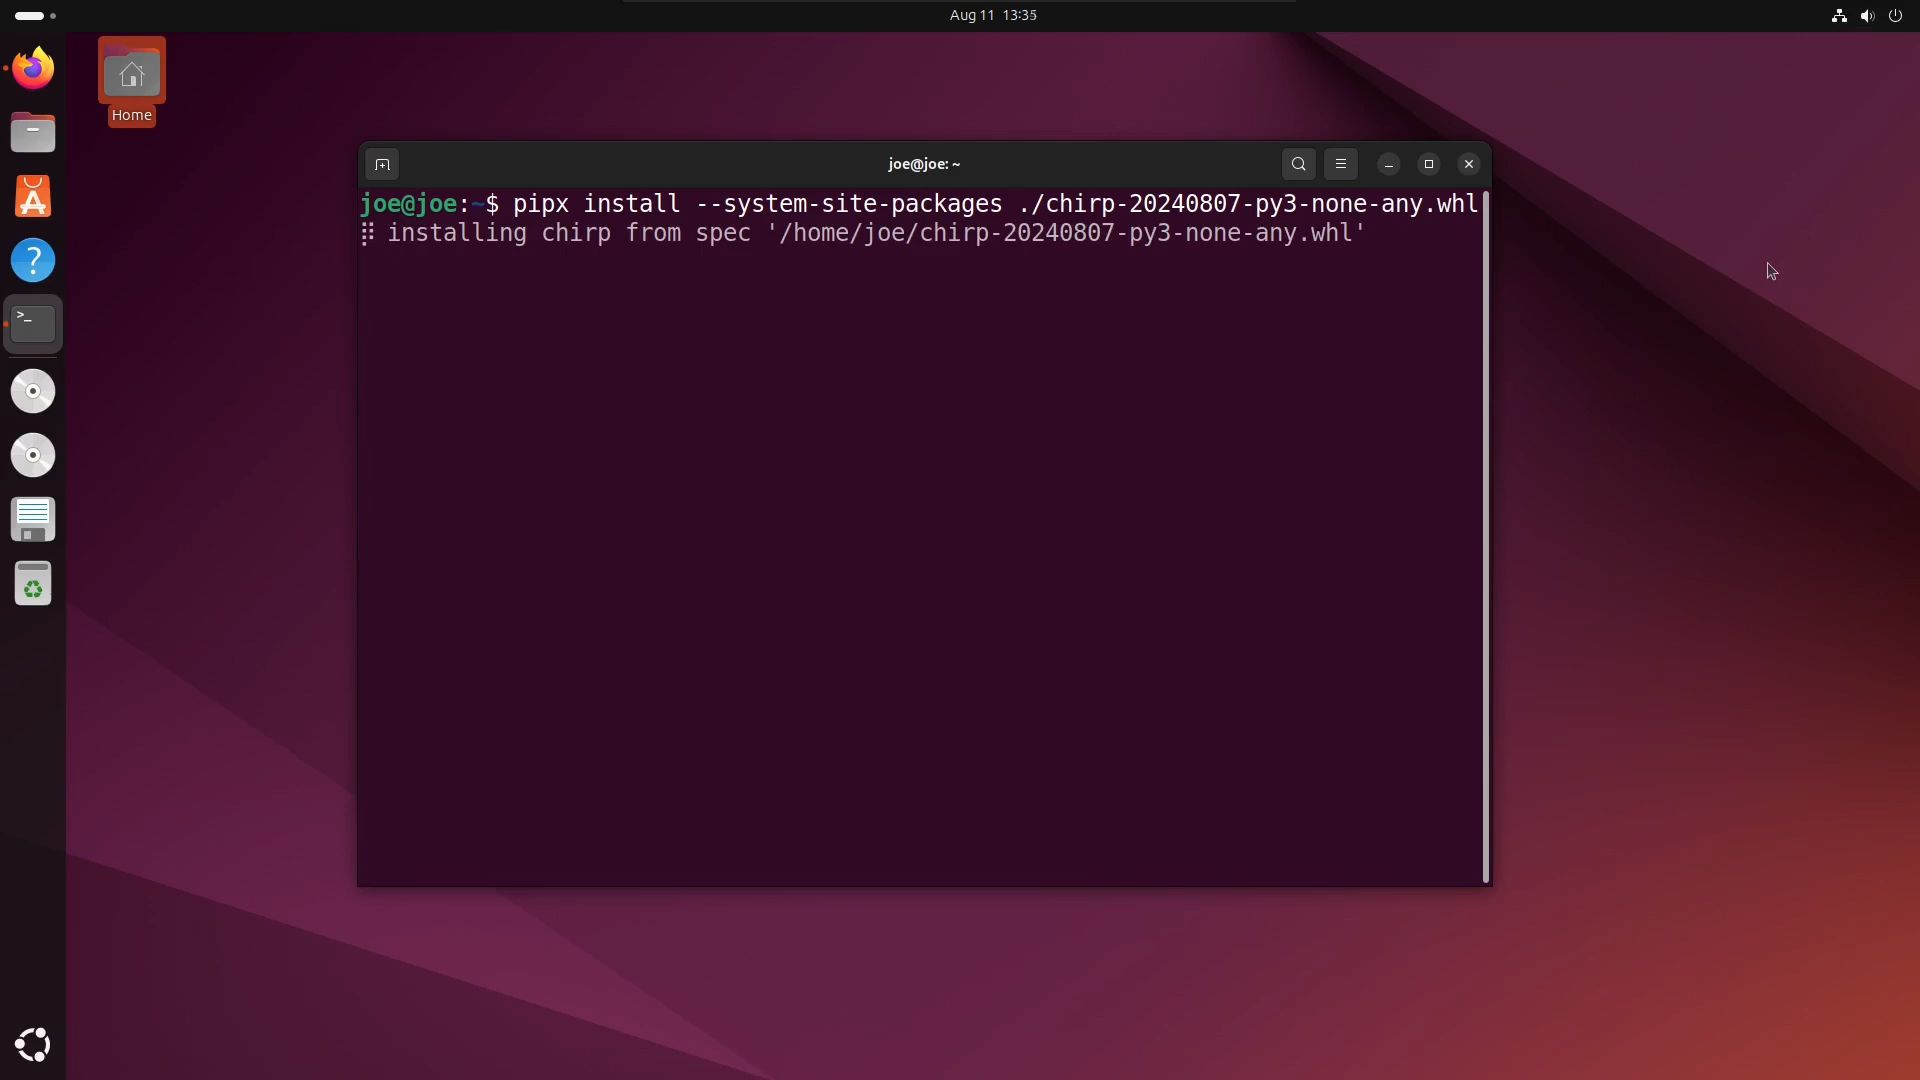 Aug 11 13:35
Home
joe@joe: ~
joe@joe:~$ pipx install --system-site-packages ./chirp-20240807-py3-none-any.whl
⣟ installing chirp from spec '/home/joe/chirp-20240807-py3-none-any.whl'